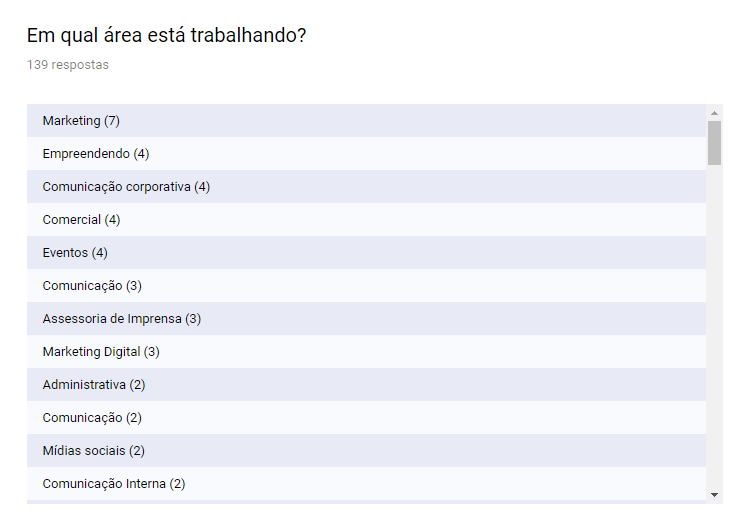 Em qual área está trabalhando?
139 respostas
Marketing (7)
Empreendendo (4)
Comunicação corporativa (4)
Comercial (4)
Eventos (4)
Comunicação (3)
Assessoria de Imprensa (3)
Marketing Digital (3)
Administrativa (2)
Comunicação (2)
Mídias sociais (2)
Comunicação Interna (2)